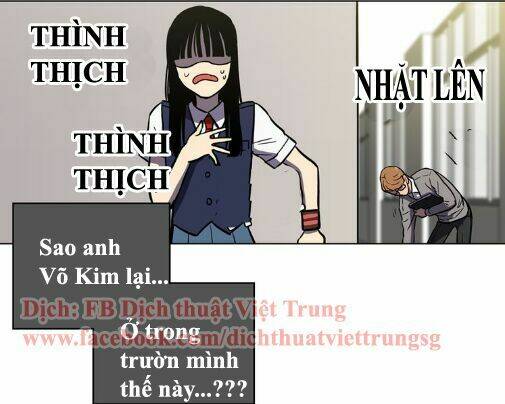 THÌNH
THỊCH
NHẶT LÊN
THÌNH
THỊCH
Sao anh
Võ Kim lại...
Dịch: FB Dịch thuật Việt Trung
www.facebook.com/dichthuatviettrungsg
Ở trong
trườn mình
thế này...???